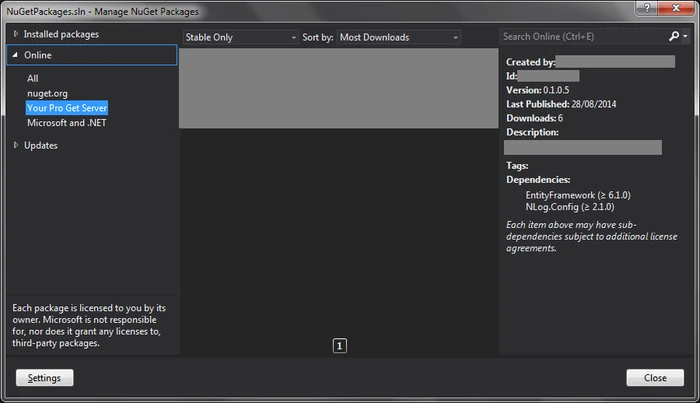 NuGetPackages.sln - Manage NuGet Packages
Installed packages
Online
All
nuget.org
Your Pro Get Server
Microsoft and .NET
Updates
Each package is licensed to you by its
owner. Microsoft is not responsible
for, nor does it grant any licenses to,
third-party packages.
Settings
Stable Only
Sort by: Most Downloads
1
Search Online (Ctrl+E)
Created by:
Id:
Version: 0.1.0.5
Last Published: 28/08/2014
Downloads: 6
Description:
Tags:
Dependencies:
EntityFramework (≥ 6.1.0)
NLog.Config (≥ 2.1.0)
Each item above may have sub-
dependencies subject to additional license
agreements.
Close